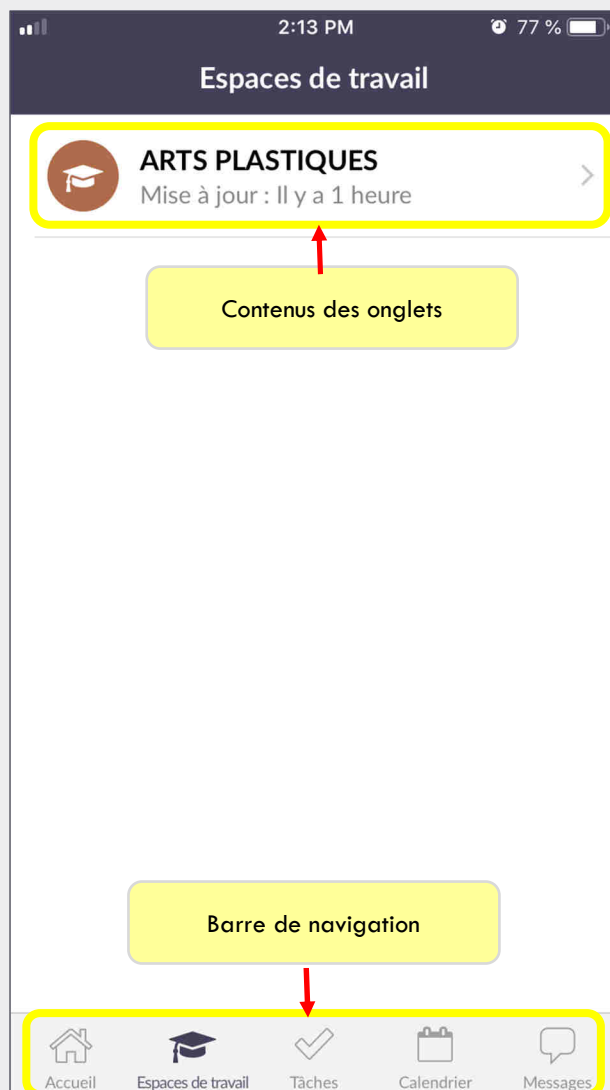 2:13 PM 77 %
Espaces de travail
ARTS PLASTIQUES
Mise à jour : Il y a 1 heure
Contenus des onglets
Barre de navigation
Accueil Espaces de travail Tâches Calendrier Messages